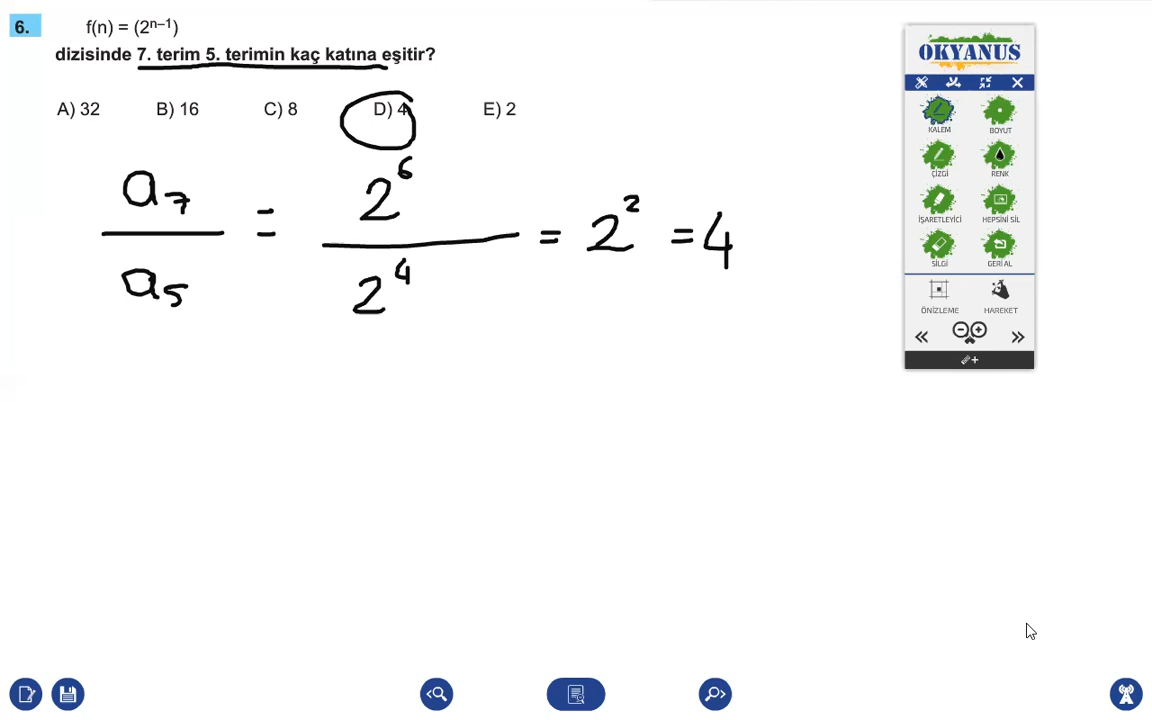 6. f(n) = (2ⁿ⁻¹)
dizisinde 7. terim 5. terimin kaç katına eşitir?
A) 32 B) 16 C) 8 D) 4 E) 2
a₇ / a₅ = 2⁶ / 2⁴ = 2² = 4
OKYANUS
KALEM BOYUT
ÇİZGİ RENK
İŞARETLEYİCİ HEPSİNİ SİL
SİLGİ GERİ AL
ÖNİZLEME HAREKET